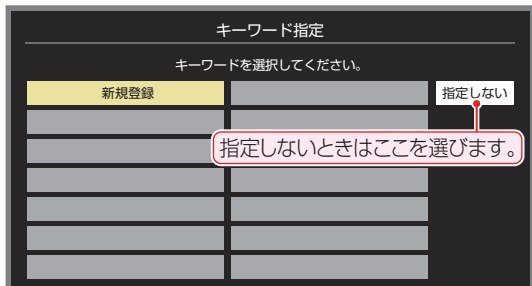 キーワード指定
キーワードを選択してください。
新規登録
指定しない
指定しないときはここを選びます。